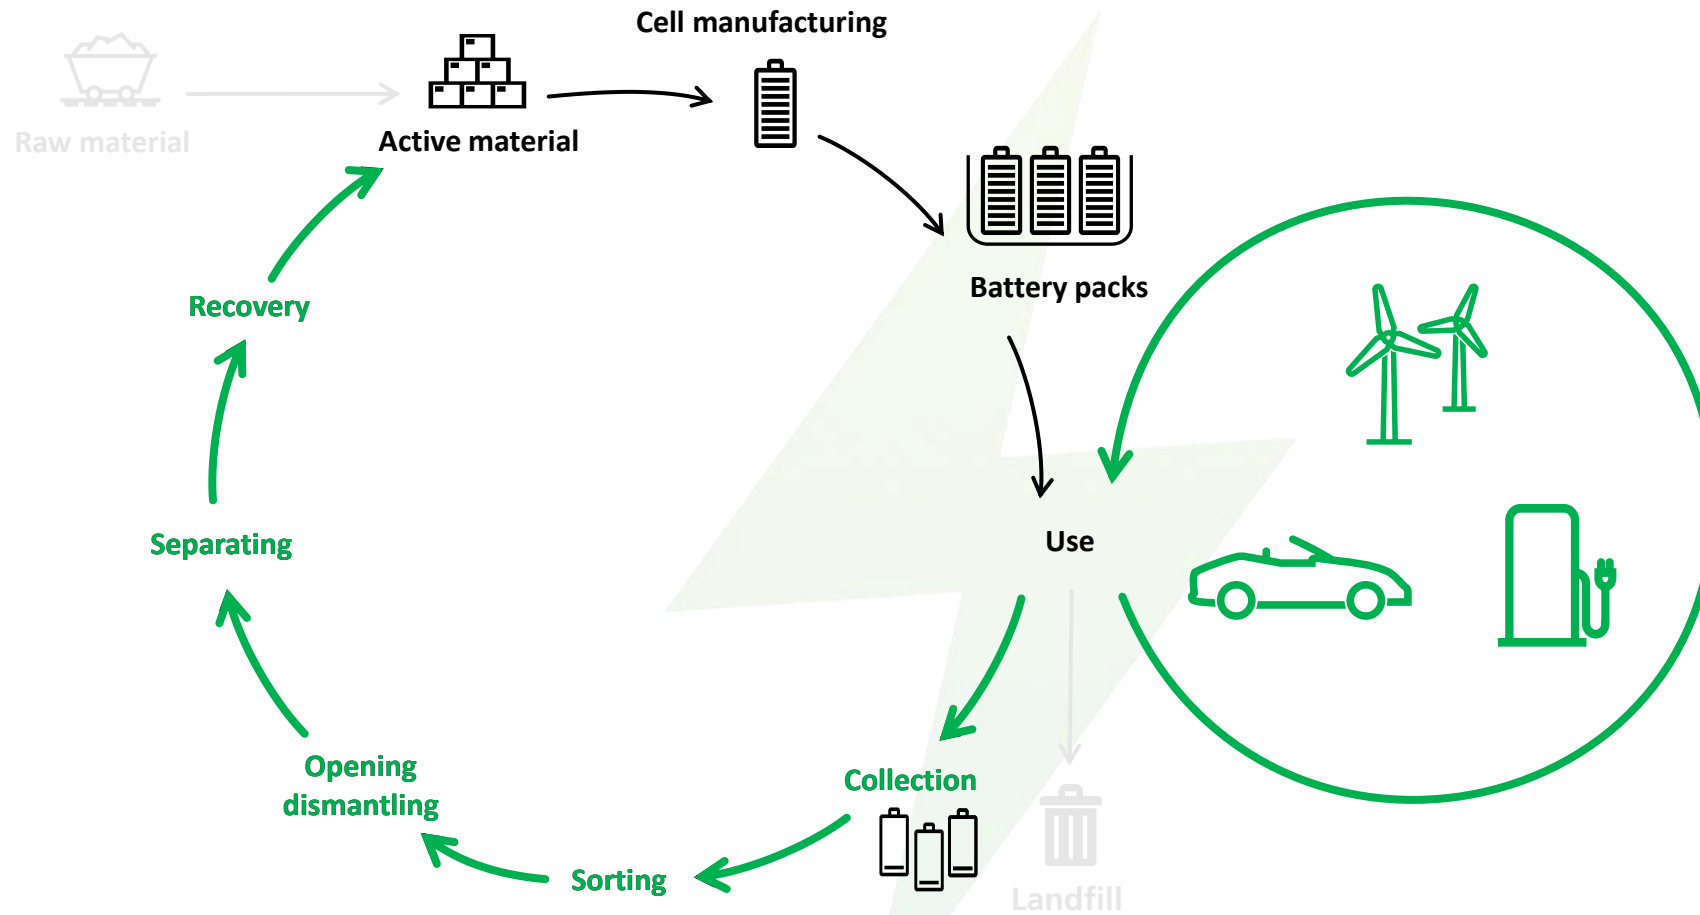 Cell manufacturing
Raw material
Active material
Battery packs
Recovery
Separating
Use
Opening
dismantling
Collection
Sorting
Landfill